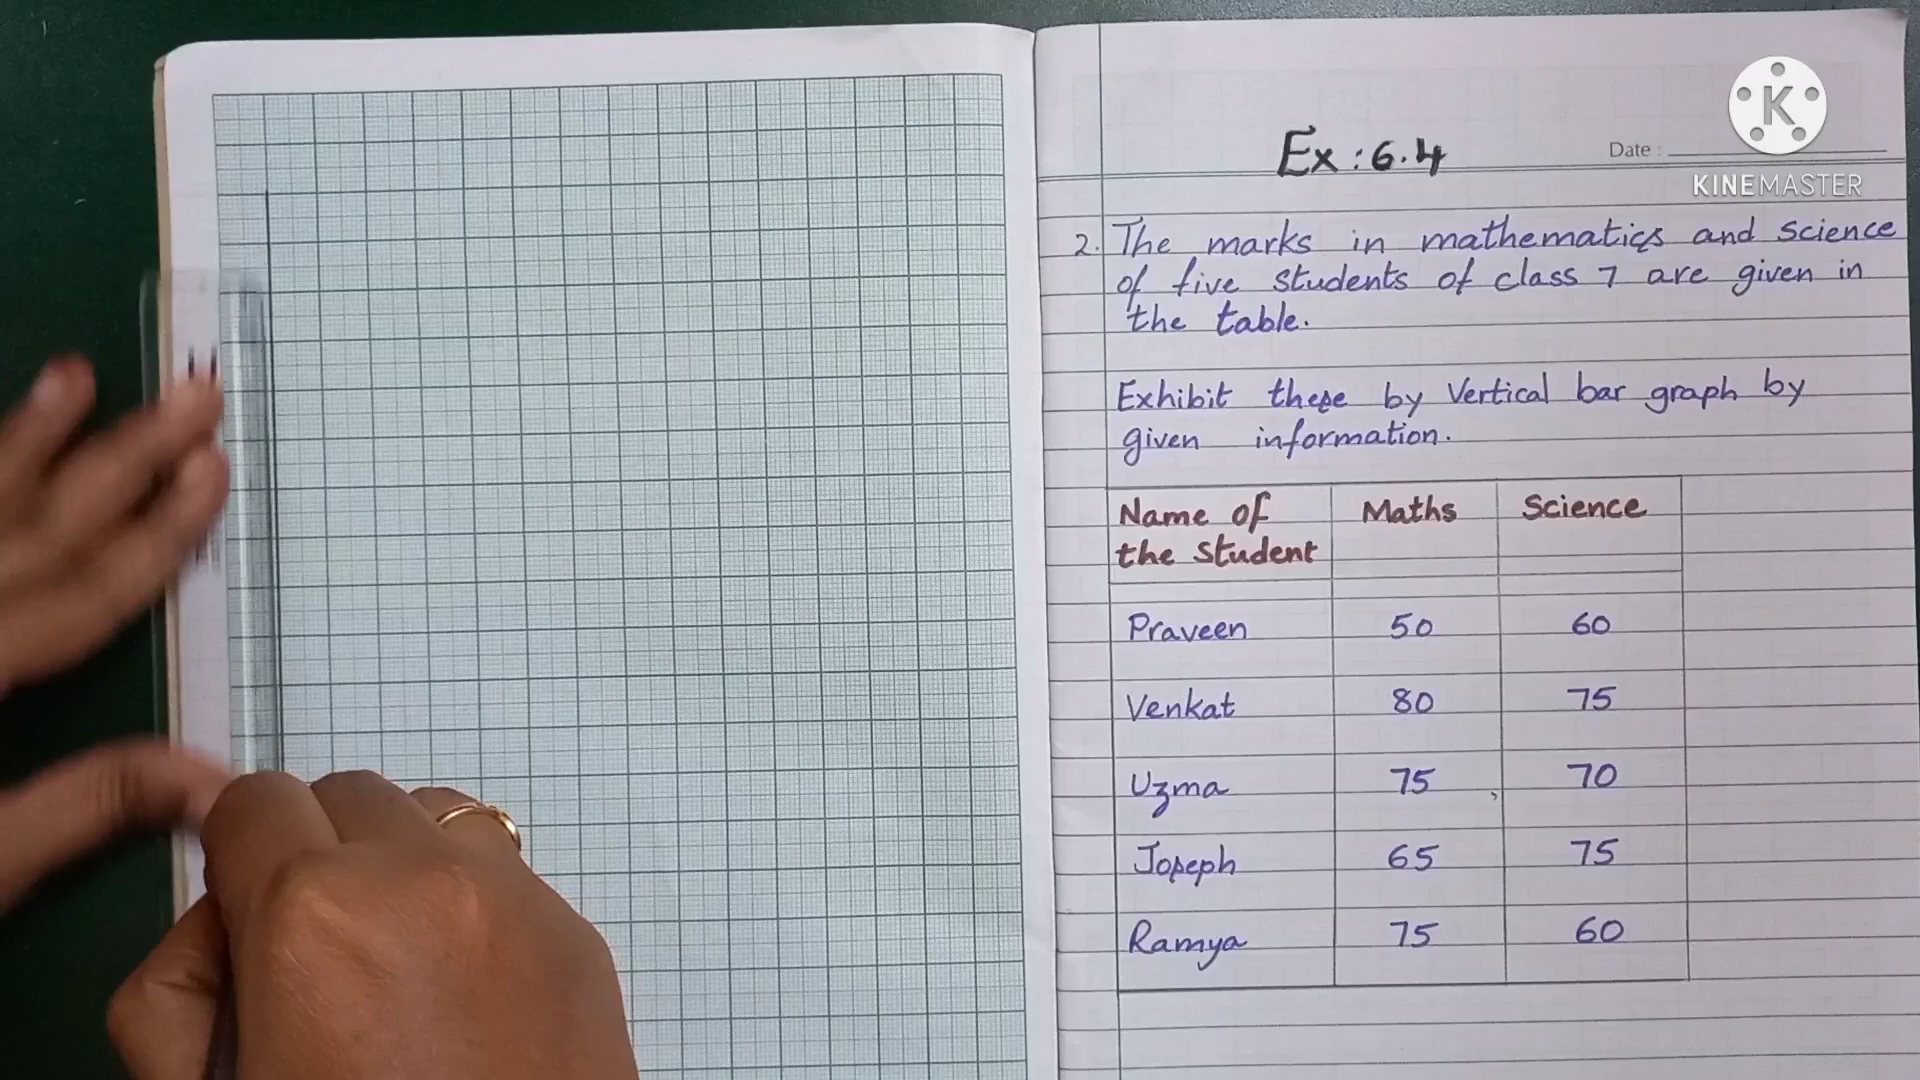 Ex : 6.4
Date :
K
KINEMASTER
2. The marks in mathematics and science
of five students of class 7 are given in
the table.
Exhibit these by Vertical bar graph by
given information.
Name of the Student Maths Science
Praveen 50 60
Venkat 80 75
Uzma 75 70
Joseph 65 75
Ramya 75 60